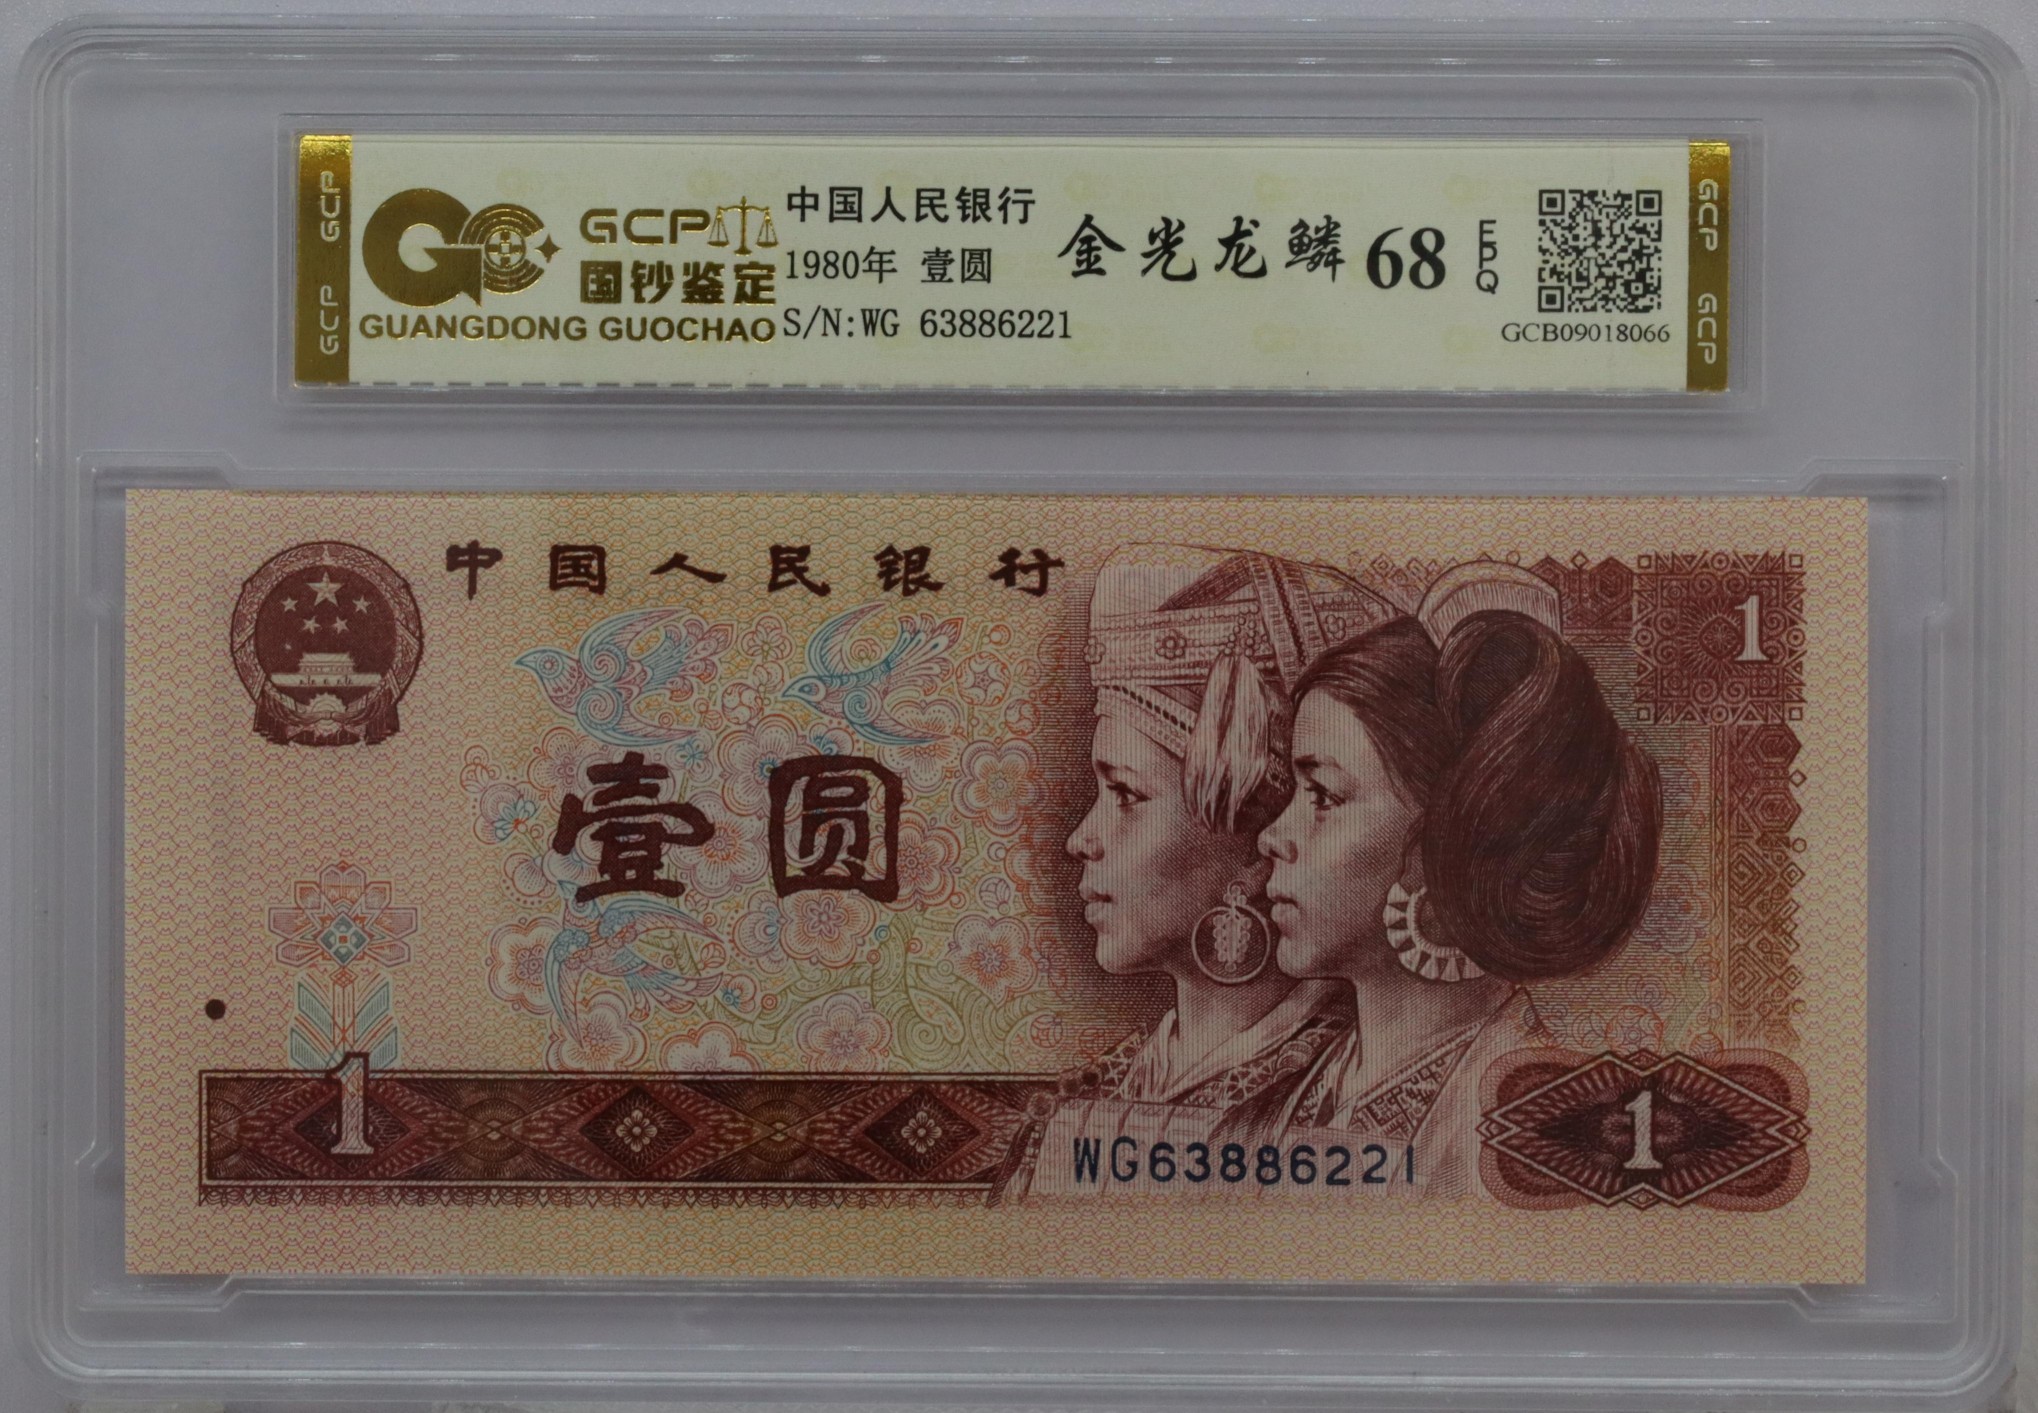 GCP
GCP
GCP
国钞鉴定
GUANGDONG GUOCHAO
中国人民银行
1980年 壹圆
S/N:WG 63886221
金光龙鳞 68 EPQ
GCB09018066
GCP
GCP
中国人民银行
1
壹圆
1
WG63886221
1